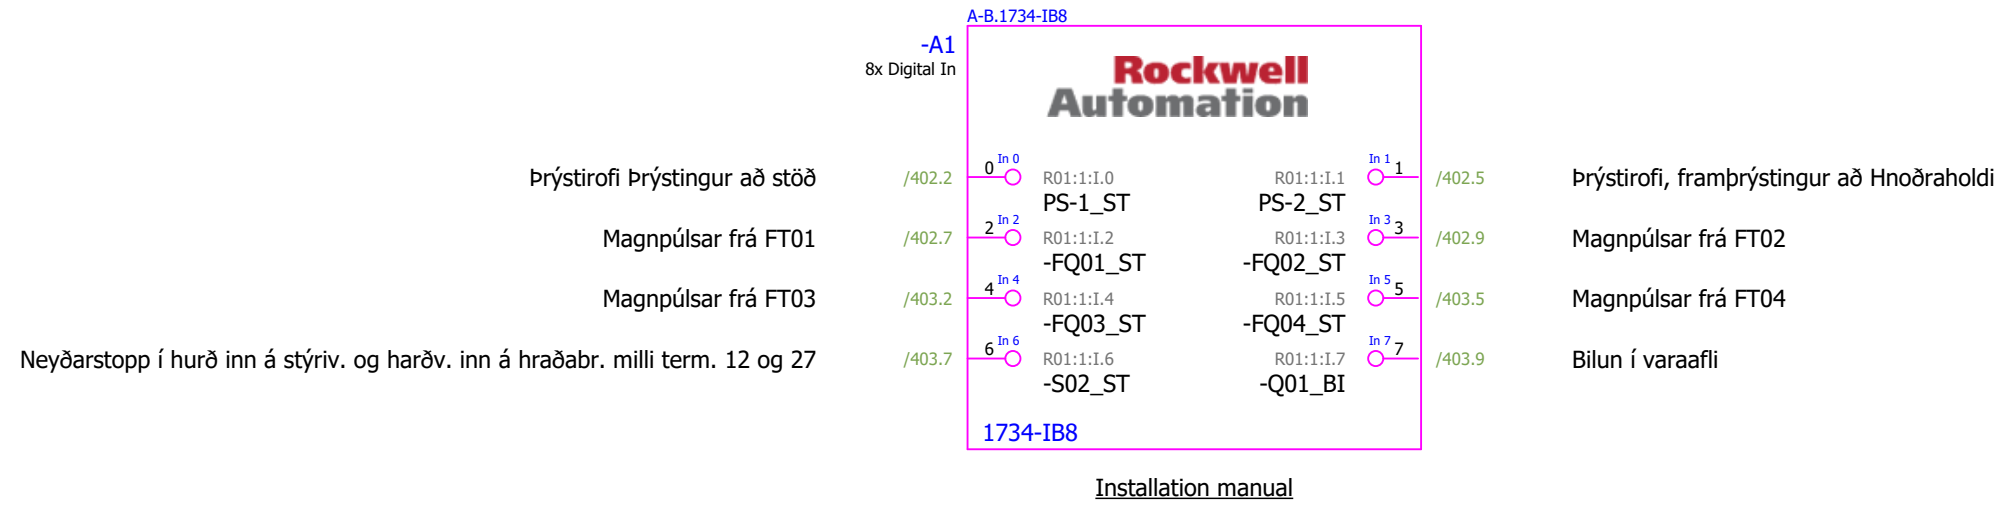 A-B.1734-IB8
-A1
8x Digital In
Rockwell
Automation
Þrýstirofi Þrýstingur að stöð /402.2 0 In 0 R01:1:I.0 R01:1:I.1 In 1 1 /402.5 Þrýstirofi, framþrýstingur að Hnoðraholdi
PS-1_ST PS-2_ST
Magnpúlsar frá FT01 /402.7 2 In 2 R01:1:I.2 R01:1:I.3 In 3 3 /402.9 Magnpúlsar frá FT02
-FQ01_ST -FQ02_ST
Magnpúlsar frá FT03 /403.2 4 In 4 R01:1:I.4 R01:1:I.5 In 5 5 /403.5 Magnpúlsar frá FT04
-FQ03_ST -FQ04_ST
Neyðarstopp í hurð inn á stýriv. og harðv. inn á hraðabr. milli term. 12 og 27 /403.7 6 In 6 R01:1:I.6 R01:1:I.7 In 7 7 /403.9 Bilun í varaafli
-S02_ST -Q01_BI
1734-IB8
Installation manual